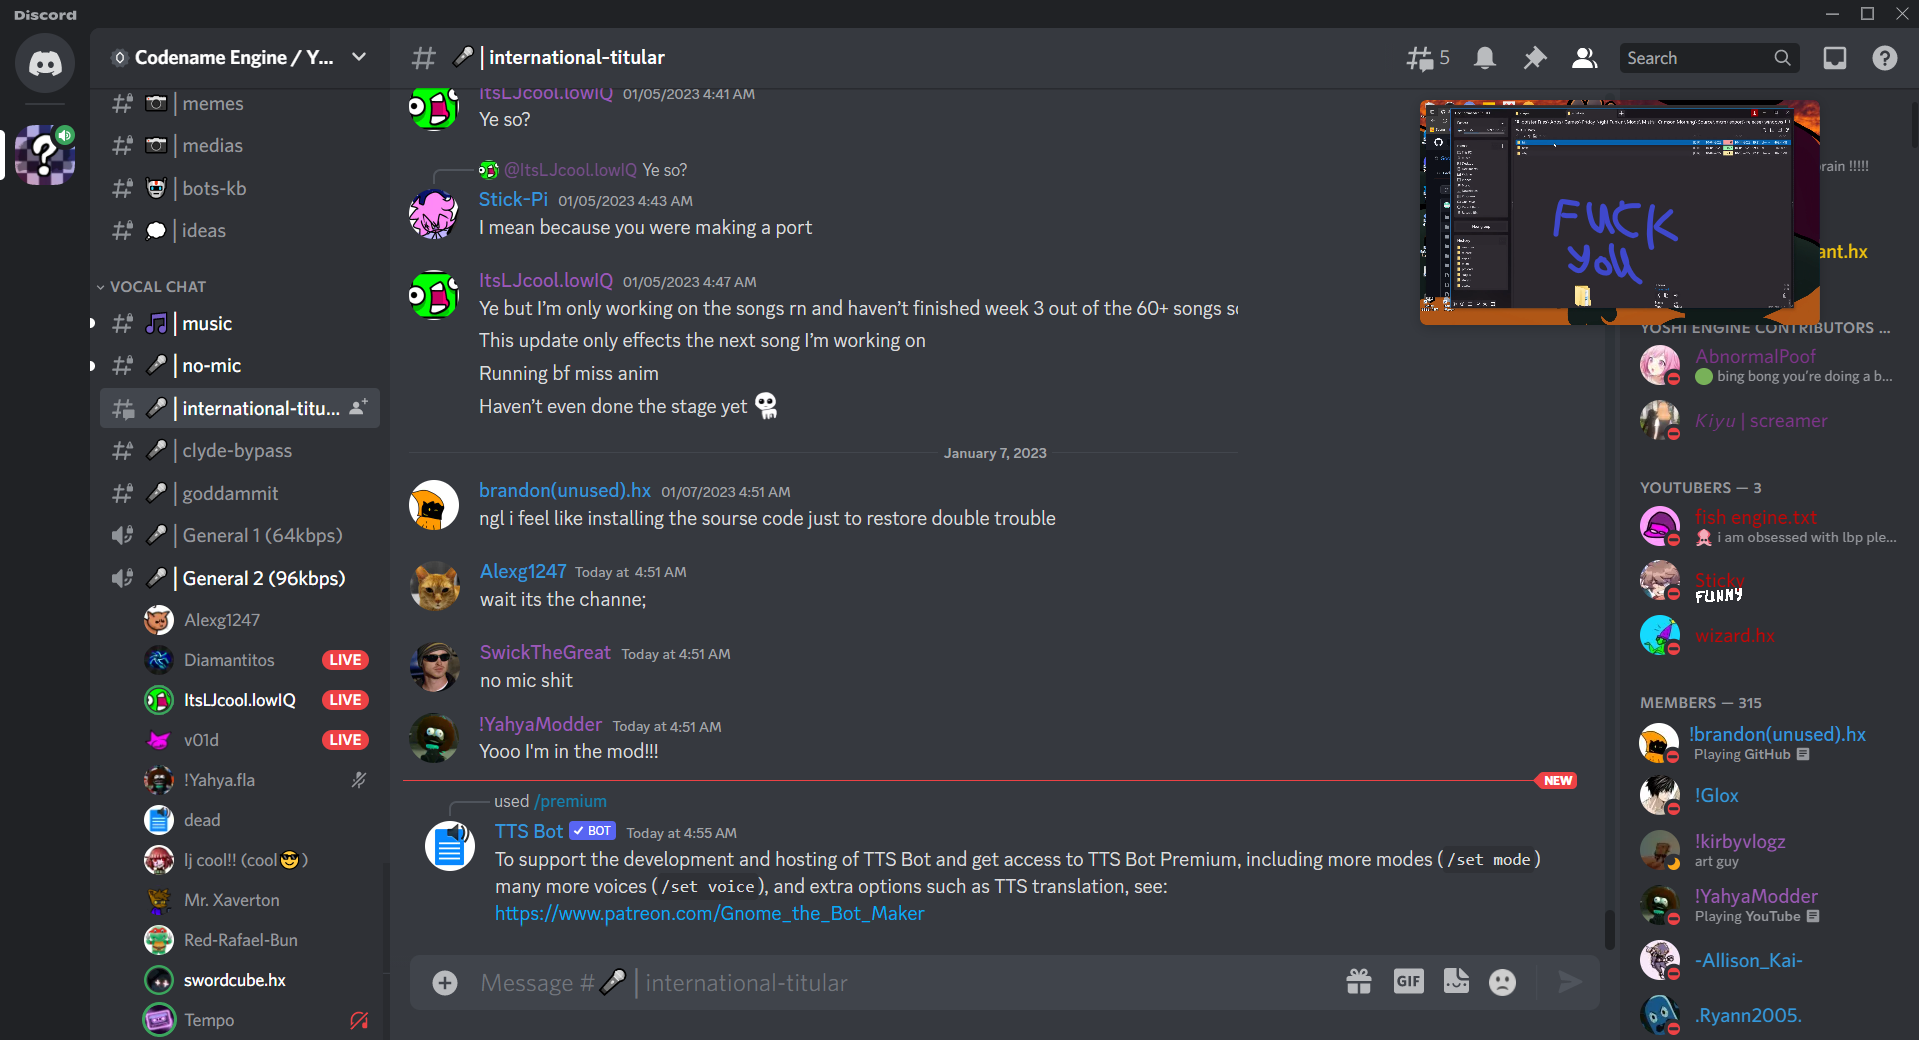 Discord
Codename Engine / Y...
memes
medias
bots-kb
ideas
VOCAL CHAT
music
no-mic
international-titu...
clyde-bypass
goddammit
General 1 (64kbps)
General 2 (96kbps)
Alexg1247
Diamantitos LIVE
ItsLJcool.lowIQ LIVE
v01d LIVE
!Yahya.fla
dead
lj cool!! (cool😎)
Mr. Xaverton
Red-Rafael-Bun
swordcube.hx
Tempo
# 🎤 | international-titular
5
Search
ItsLJcool.lowIQ 01/05/2023 4:41 AM
Ye so?
@ItsLJcool.lowIQ Ye so?
Stick-Pi 01/05/2023 4:43 AM
I mean because you were making a port
ItsLJcool.lowIQ 01/05/2023 4:47 AM
Ye but I'm only working on the songs rn and haven't finished week 3 out of the 60+ songs so
This update only effects the next song I'm working on
Running bf miss anim
Haven't even done the stage yet
January 7, 2023
brandon(unused).hx 01/07/2023 4:51 AM
ngl i feel like installing the sourse code just to restore double trouble
Alexg1247 Today at 4:51 AM
wait its the channe;
SwickTheGreat Today at 4:51 AM
no mic shit
!YahyaModder Today at 4:51 AM
Yooo I'm in the mod!!!
NEW
used /premium
TTS Bot ✓ BOT Today at 4:55 AM
To support the development and hosting of TTS Bot and get access to TTS Bot Premium, including more modes (/set mode)
many more voices (/set voice), and extra options such as TTS translation, see:
https://www.patreon.com/Gnome_the_Bot_Maker
Message #🎤 | international-titular
GIF
FUCK
you
rain !!!!!
ant.hx
YOSHI ENGINE CONTRIBUTORS ...
AbnormalPoof
bing bong you're doing a b...
Kiyu | screamer
YOUTUBERS — 3
fish engine.txt
i am obsessed with lbp ple...
Sticky
FUNNY
wizard.hx
MEMBERS — 315
!brandon(unused).hx
Playing GitHub
!Glox
!kirbyvlogz
art guy
!YahyaModder
Playing YouTube
-Allison_Kai-
.Ryann2005.